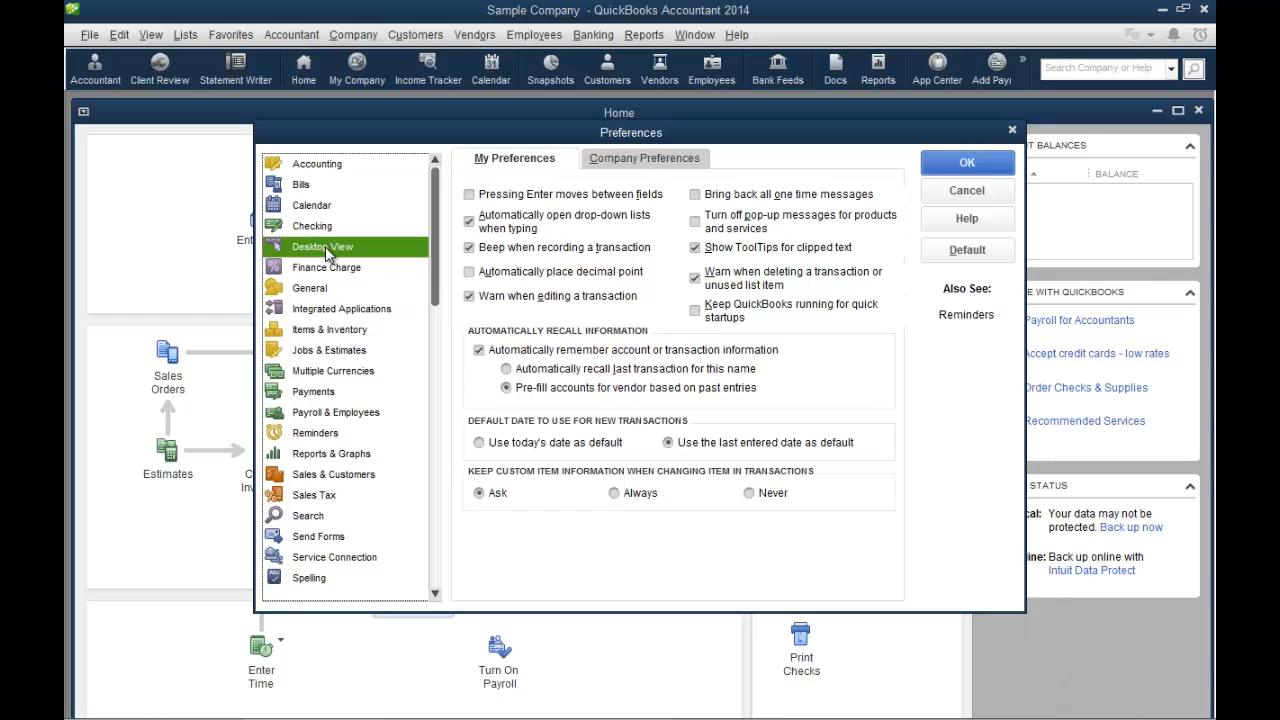 Sample Company - QuickBooks Accountant 2014
File Edit View Lists Favorites Accountant Company Customers Vendors Employees Banking Reports Window Help
Accountant Client Review Statement Writer Home My Company Income Tracker Calendar Snapshots Customers Vendors Employees Bank Feeds Docs Reports App Center Add Payr
Search Company or Help
Home
Preferences
Accounting
Bills
Calendar
Checking
Desktop View
Finance Charge
General
Integrated Applications
Items & Inventory
Jobs & Estimates
Multiple Currencies
Payments
Payroll & Employees
Reminders
Reports & Graphs
Sales & Customers
Sales Tax
Search
Send Forms
Service Connection
Spelling
My Preferences
Company Preferences
Pressing Enter moves between fields
Automatically open drop-down lists
when typing
Beep when recording a transaction
Automatically place decimal point
Warn when editing a transaction
Bring back all one time messages
Turn off pop-up messages for products
and services
Show ToolTips for clipped text
Warn when deleting a transaction or
unused list item
Keep QuickBooks running for quick
startups
AUTOMATICALLY RECALL INFORMATION
Automatically remember account or transaction information
Automatically recall last transaction for this name
Pre-fill accounts for vendor based on past entries
DEFAULT DATE TO USE FOR NEW TRANSACTIONS
Use today's date as default
Use the last entered date as default
KEEP CUSTOM ITEM INFORMATION WHEN CHANGING ITEM IN TRANSACTIONS
Ask
Always
Never
OK
Cancel
Help
Default
Also See:
Reminders
T BALANCES
BALANCE
E WITH QUICKBOOKS
Payroll for Accountants
Accept credit cards - low rates
Order Checks & Supplies
Recommended Services
STATUS
cal: Your data may not be
protected. Back up now
line: Back up online with
Intuit Data Protect
Ent
Sales
Orders
Estimates
C
Inv
Enter
Time
Turn On
Payroll
Print
Checks